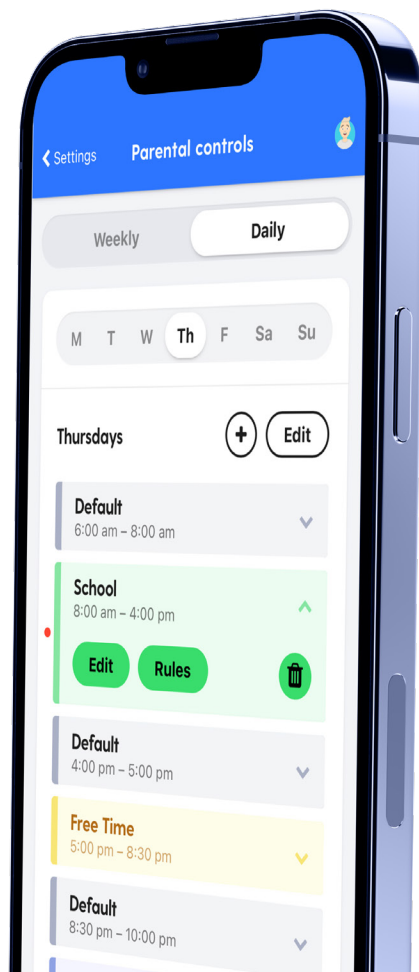 Settings
Parental controls
Weekly
Daily
M T W Th F Sa Su
Thursdays
+ Edit
Default
6:00 am – 8:00 am
School
8:00 am – 4:00 pm
Edit Rules
Default
4:00 pm – 5:00 pm
Free Time
5:00 pm – 8:30 pm
Default
8:30 pm – 10:00 pm